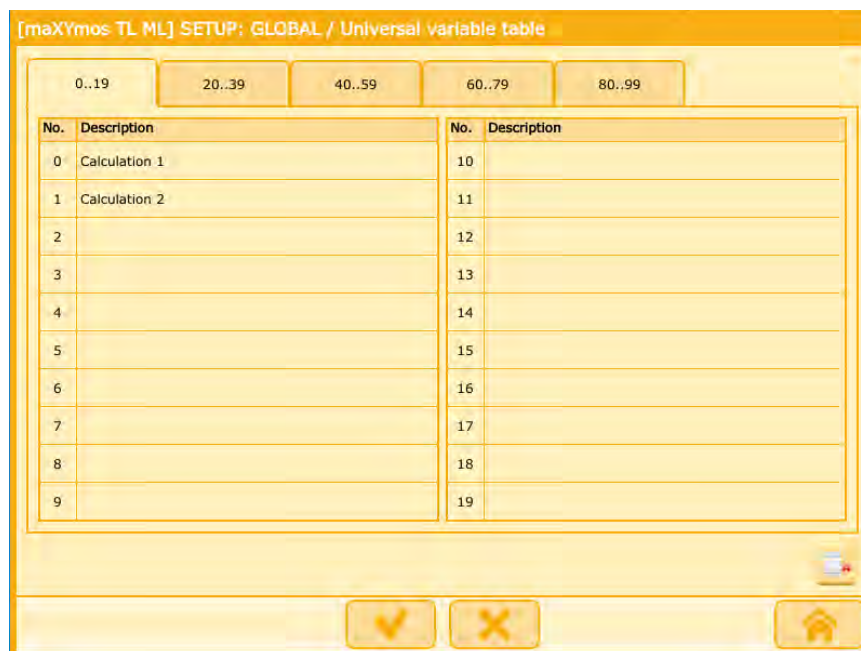 [maXYmos TL ML] SETUP: GLOBAL / Universal variable table
0..19 20..39 40..59 60..79 80..99
No. Description No. Description
0 Calculation 1 10
1 Calculation 2 11
2 12
3 13
4 14
5 15
6 16
7 17
8 18
9 19